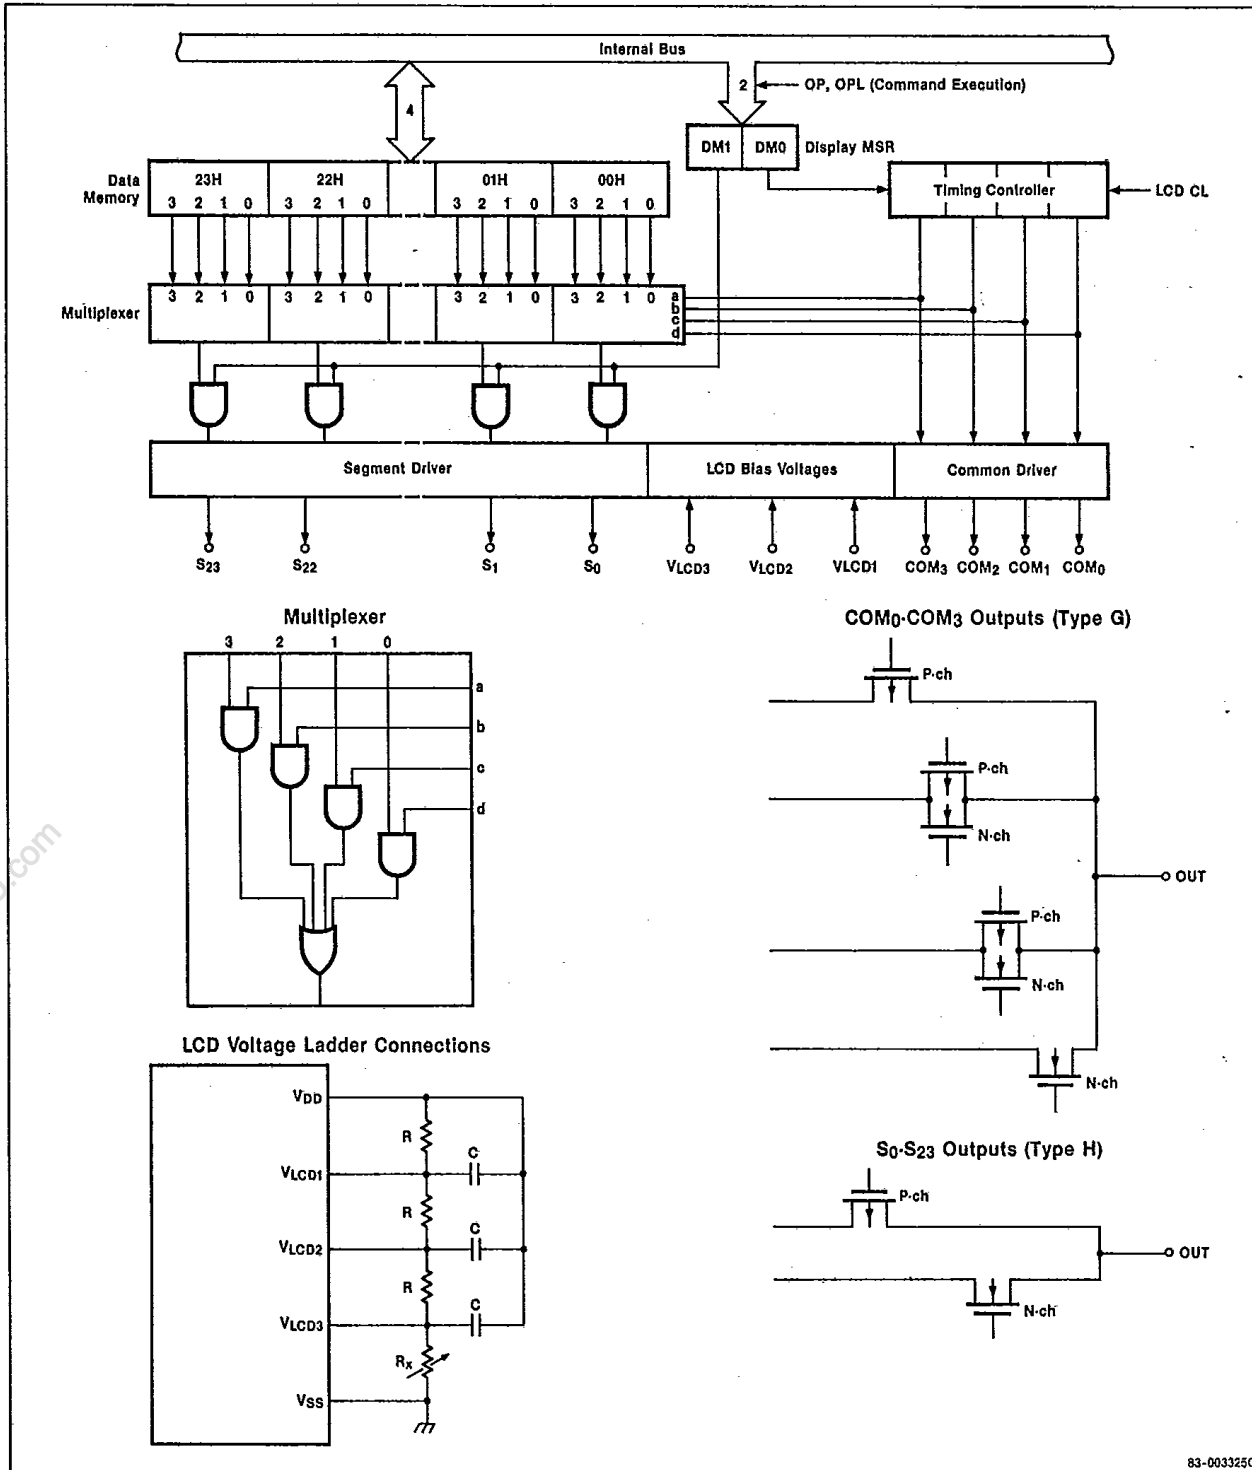 Internal Bus
4
2
OP, OPL (Command Execution)
DM1 DM0 Display MSR
Data Memory
23H 22H 01H 00H
3 2 1 0 3 2 1 0 3 2 1 0 3 2 1 0
Timing Controller
LCD CL
Multiplexer
3 2 1 0 3 2 1 0 3 2 1 0 3 2 1 0
a
b
c
d
Segment Driver LCD Bias Voltages Common Driver
S23 S22 S1 S0 VLCD3 VLCD2 VLCD1 COM3 COM2 COM1 COM0
Multiplexer
3 2 1 0
a
b
c
d
COM0-COM3 Outputs (Type G)
P-ch
P-ch
N-ch
OUT
P-ch
N-ch
N-ch
LCD Voltage Ladder Connections
VDD
R
C
VLCD1
R
C
VLCD2
R
C
VLCD3
Rx
VSS
S0-S23 Outputs (Type H)
P-ch
OUT
N-ch
.com